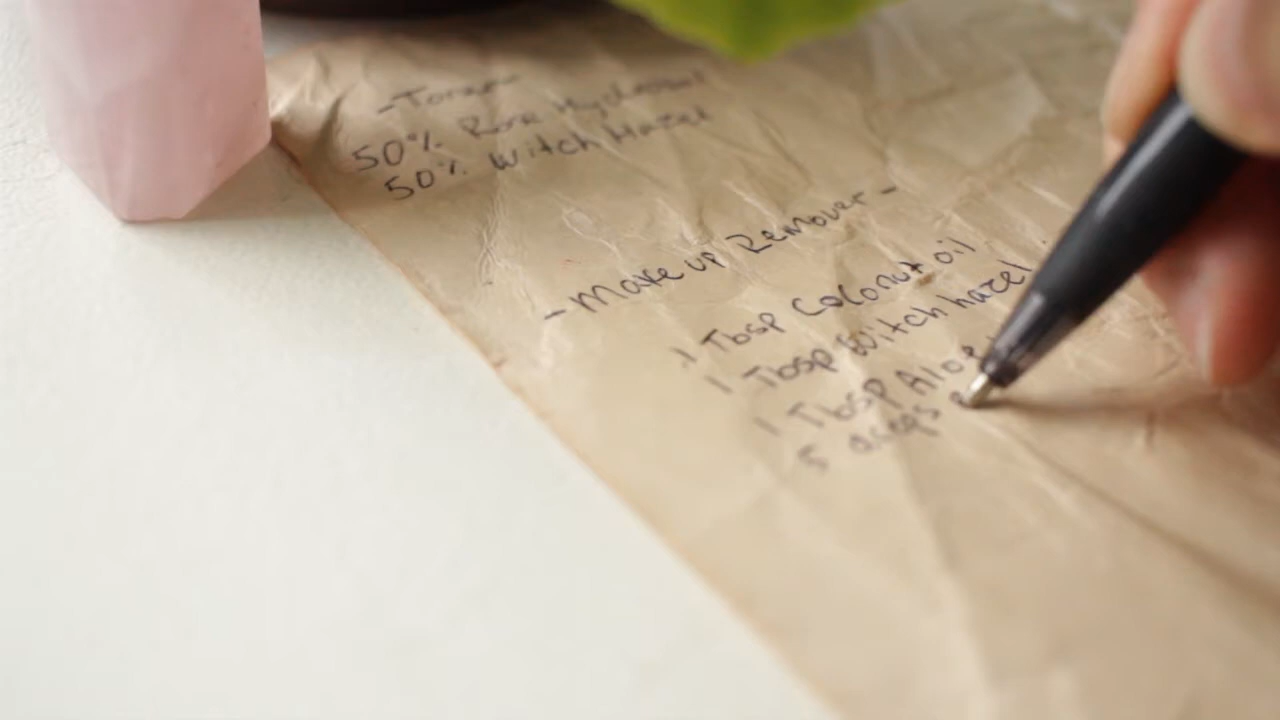 -Toner-
50% Rose Hydrosol
50% Witch Hazel
-Make up Remover-
1 Tbsp Coconut oil
1 Tbsp Witch hazel
1 Tbsp Aloe
5 drops